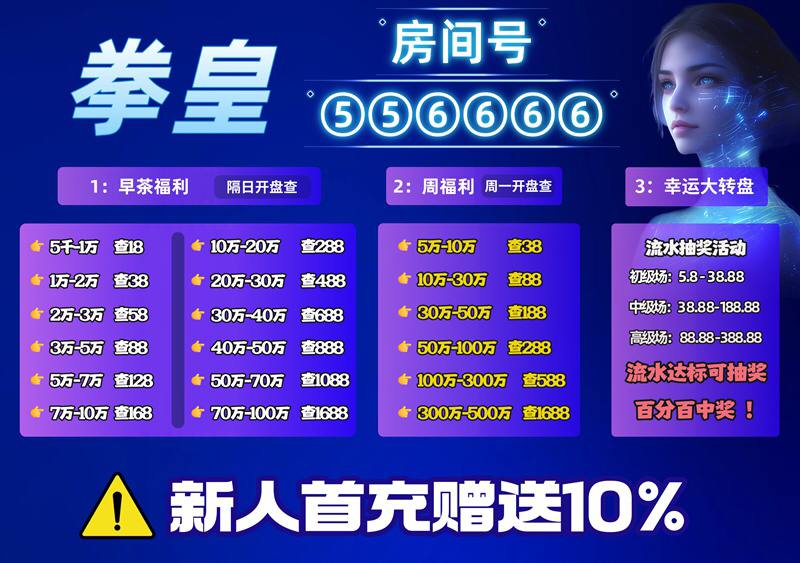 拳皇
房间号
556666
1：早茶福利 隔日开盘查
5千-1万 查18
1万-2万 查38
2万-3万 查58
3万-5万 查88
5万-7万 查128
7万-10万 查168
10万-20万 查288
20万-30万 查488
30万-40万 查688
40万-50万 查888
50万-70万 查1088
70万-100万 查1688
2：周福利 周一开盘查
5万-10万 查38
10万-30万 查88
30万-50万 查188
50万-100万 查288
100万-300万 查588
300万-500万 查1688
3：幸运大转盘
流水抽奖活动
初级场：5.8-38.88
中级场：38.88-188.88
高级场：88.88-388.88
流水达标可抽奖
百分百中奖！
新人首充赠送10%